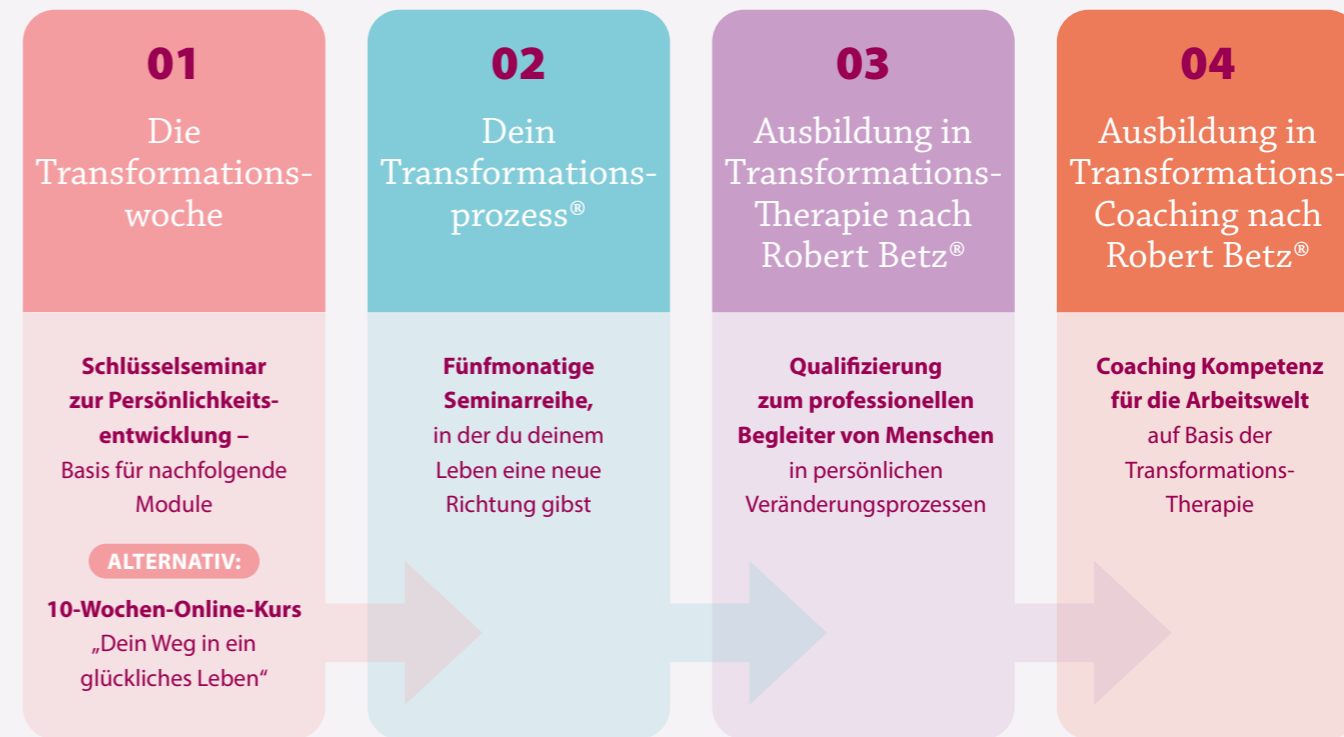 01
Die
Transformations-
woche
Schlüsselseminar
zur Persönlichkeits-
entwicklung –
Basis für nachfolgende
Module
ALTERNATIV:
10-Wochen-Online-Kurs
„Dein Weg in ein
glückliches Leben“
02
Dein
Transformations-
prozess®
Fünfmonatige
Seminarreihe,
in der du deinem
Leben eine neue
Richtung gibst
03
Ausbildung in
Transformations-
Therapie nach
Robert Betz®
Qualifizierung
zum professionellen
Begleiter von Menschen
in persönlichen
Veränderungsprozessen
04
Ausbildung in
Transformations-
Coaching nach
Robert Betz®
Coaching Kompetenz
für die Arbeitswelt
auf Basis der
Transformations-
Therapie